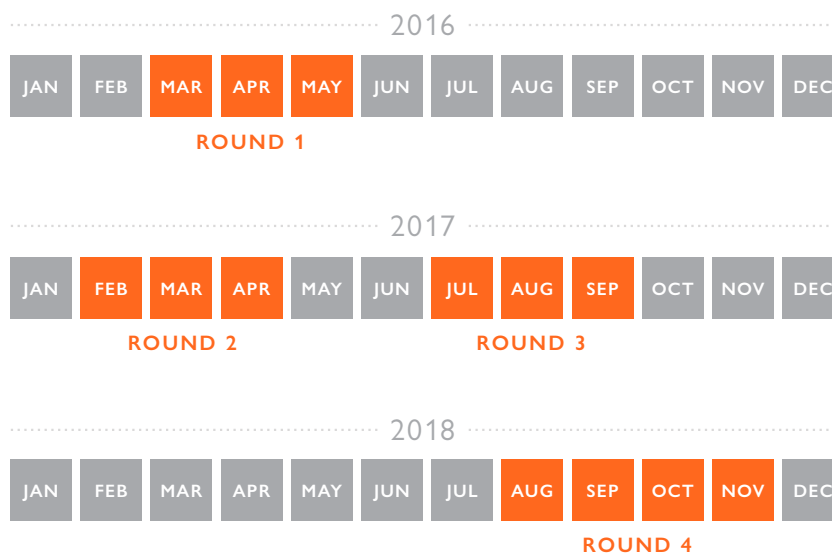 2016
JAN FEB MAR APR MAY JUN JUL AUG SEP OCT NOV DEC
ROUND 1
2017
JAN FEB MAR APR MAY JUN JUL AUG SEP OCT NOV DEC
ROUND 2 ROUND 3
2018
JAN FEB MAR APR MAY JUN JUL AUG SEP OCT NOV DEC
ROUND 4